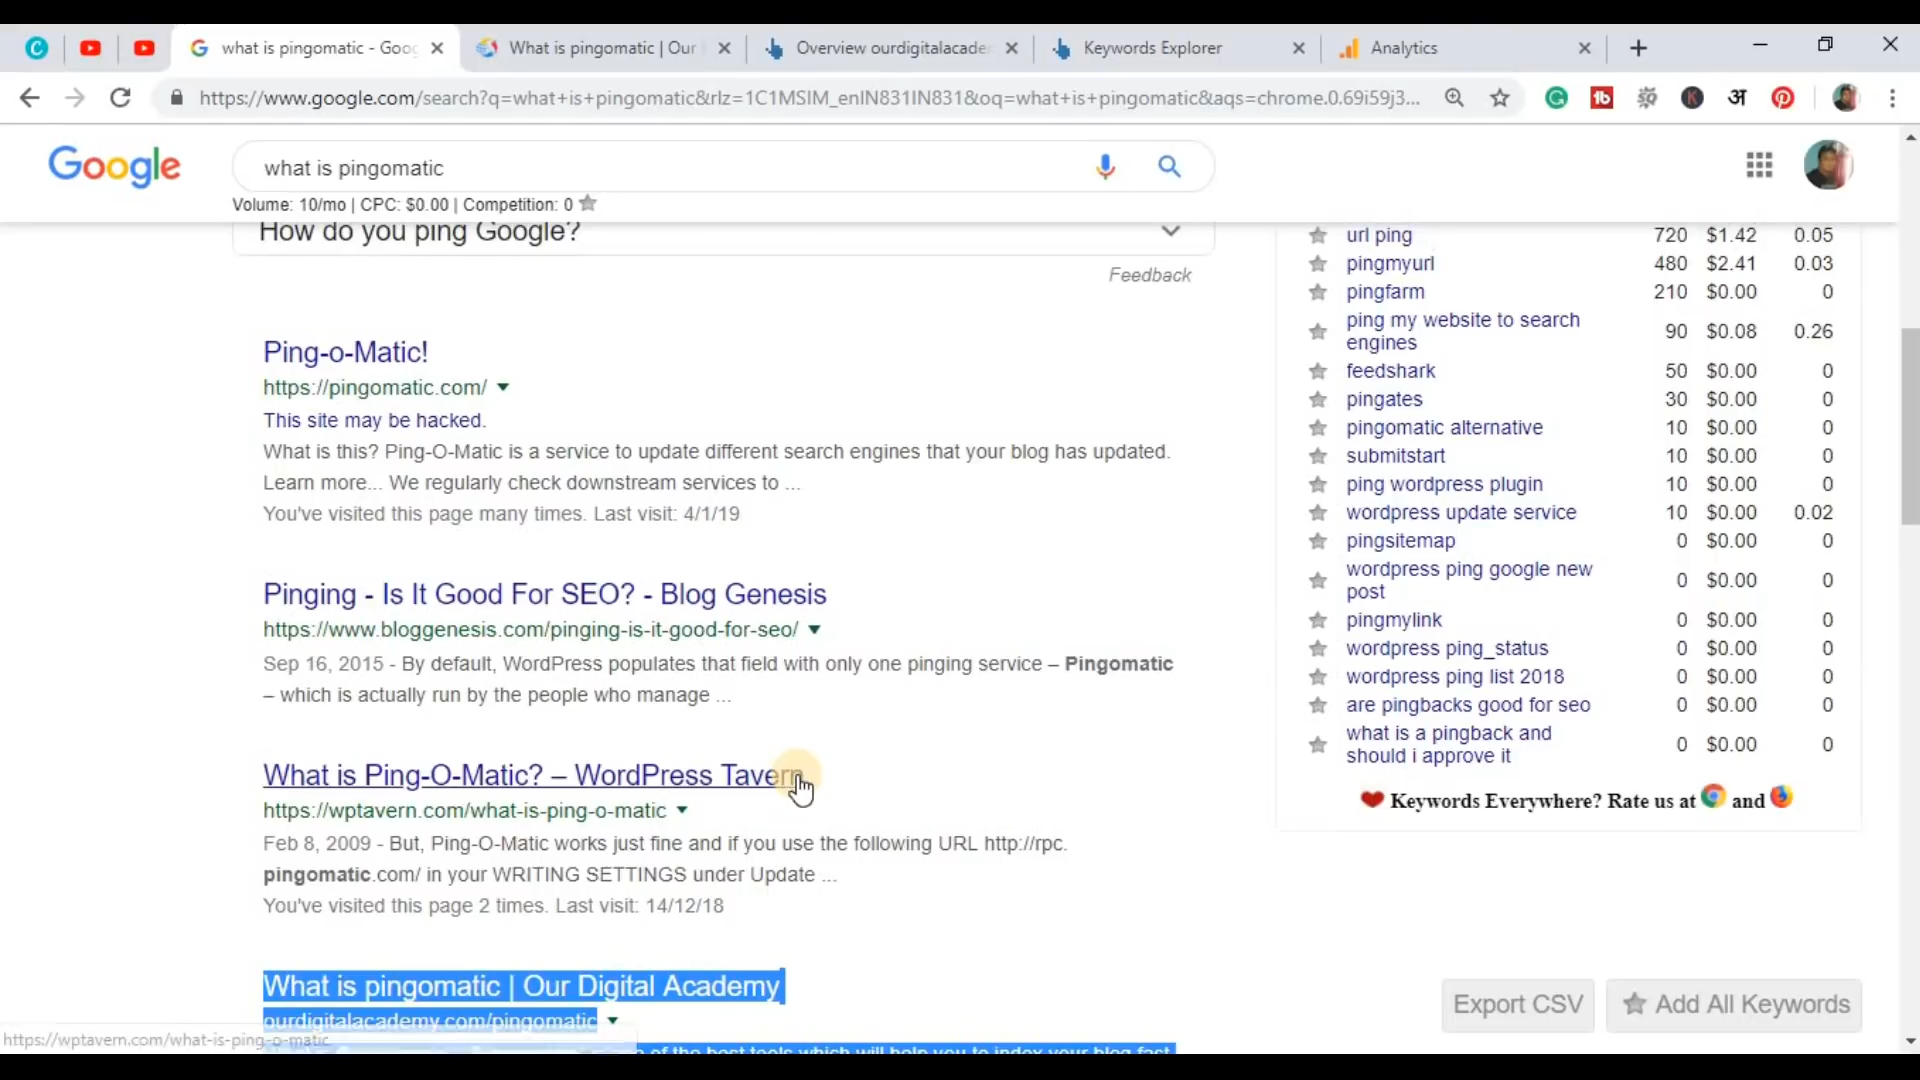 what is pingomatic - Goog
What is pingomatic | Our
Overview ourdigitalacade
Keywords Explorer
Analytics
https://www.google.com/search?q=what+is+pingomatic&rlz=1C1MSIM_enIN831IN831&oq=what+is+pingomatic&aqs=chrome.0.69i59j3...
Google
what is pingomatic
Volume: 10/mo | CPC: $0.00 | Competition: 0
How do you ping Google?
Feedback
Ping-o-Matic!
https://pingomatic.com/
This site may be hacked.
What is this? Ping-O-Matic is a service to update different search engines that your blog has updated.
Learn more... We regularly check downstream services to ...
You've visited this page many times. Last visit: 4/1/19
Pinging - Is It Good For SEO? - Blog Genesis
https://www.bloggenesis.com/pinging-is-it-good-for-seo/
Sep 16, 2015 - By default, WordPress populates that field with only one pinging service – Pingomatic
– which is actually run by the people who manage ...
What is Ping-O-Matic? – WordPress Tavern
https://wptavern.com/what-is-ping-o-matic
Feb 8, 2009 - But, Ping-O-Matic works just fine and if you use the following URL http://rpc.
pingomatic.com/ in your WRITING SETTINGS under Update ...
You've visited this page 2 times. Last visit: 14/12/18
What is pingomatic | Our Digital Academy
ourdigitalacademy.com/pingomatic
https://wptavern.com/what-is-ping-o-matic
of the best tools which will help you to index your blog fast
url ping 720 $1.42 0.05
pingmyurl 480 $2.41 0.03
pingfarm 210 $0.00 0
ping my website to search
engines 90 $0.08 0.26
feedshark 50 $0.00 0
pingates 30 $0.00 0
pingomatic alternative 10 $0.00 0
submitstart 10 $0.00 0
ping wordpress plugin 10 $0.00 0
wordpress update service 10 $0.00 0.02
pingsitemap 0 $0.00 0
wordpress ping google new
post 0 $0.00 0
pingmylink 0 $0.00 0
wordpress ping_status 0 $0.00 0
wordpress ping list 2018 0 $0.00 0
are pingbacks good for seo 0 $0.00 0
what is a pingback and
should i approve it 0 $0.00 0
Keywords Everywhere? Rate us at and
Export CSV
Add All Keywords